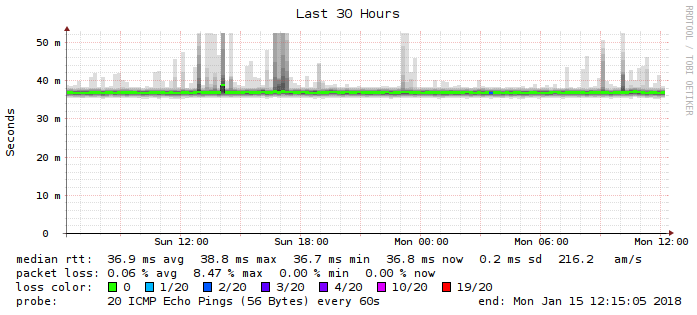 Last 30 Hours
RRDTOOL / TOBI OETIKER
Seconds
50 m
40 m
30 m
20 m
10 m
0
Sun 12:00 Sun 18:00 Mon 00:00 Mon 06:00 Mon 12:00
median rtt: 36.9 ms avg 38.8 ms max 36.7 ms min 36.8 ms now 0.2 ms sd 216.2 am/s
packet loss: 0.06 % avg 8.47 % max 0.00 % min 0.00 % now
loss color: 0 1/20 2/20 3/20 4/20 10/20 19/20
probe: 20 ICMP Echo Pings (56 Bytes) every 60s end: Mon Jan 15 12:15:05 2018